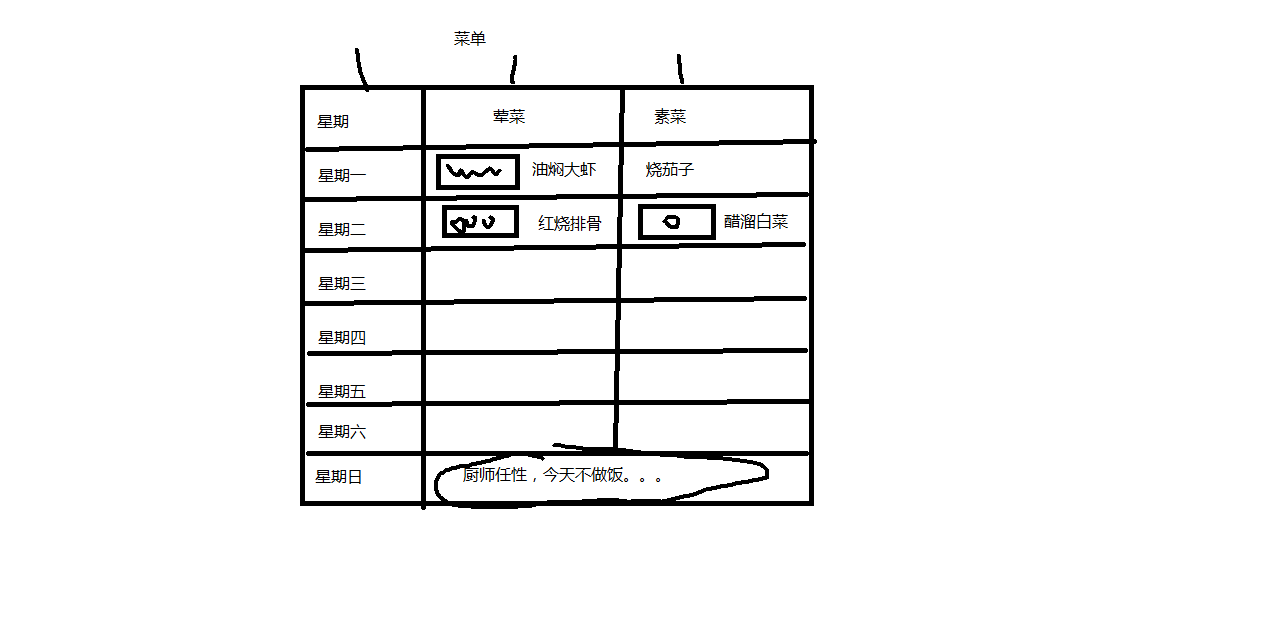 菜单
星期 荤菜 素菜
星期一 油焖大虾 烧茄子
星期二 红烧排骨 醋溜白菜
星期三
星期四
星期五
星期六
星期日 厨师任性，今天不做饭。。。